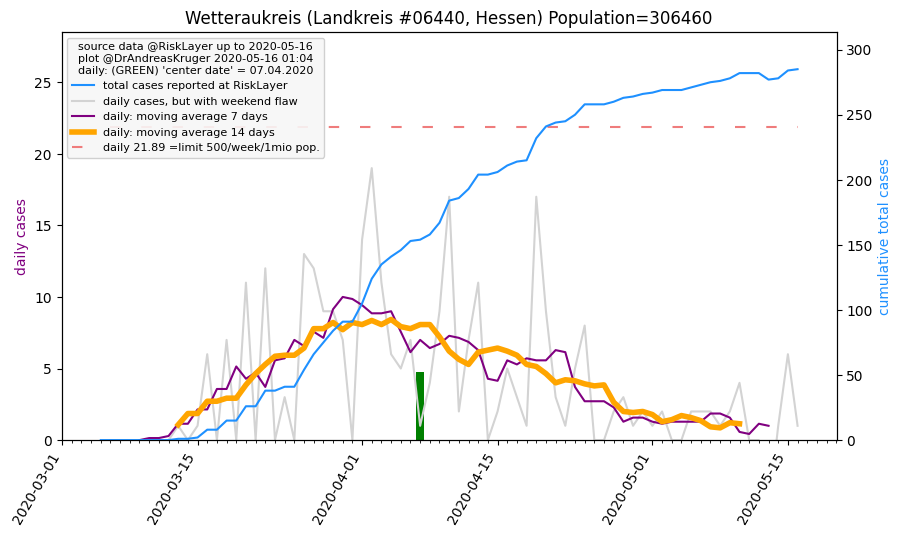 Wetteraukreis (Landkreis #06440, Hessen) Population=306460
source data @RiskLayer up to 2020-05-16
plot @DrAndreasKruger 2020-05-16 01:04
daily: (GREEN) 'center date' = 07.04.2020
total cases reported at RiskLayer
daily cases, but with weekend flaw
daily: moving average 7 days
daily: moving average 14 days
daily 21.89 =limit 500/week/1mio pop.
daily cases
25
20
15
10
5
0
cumulative total cases
300
250
200
150
100
50
0
2020-03-01
2020-03-15
2020-04-01
2020-04-15
2020-05-01
2020-05-15